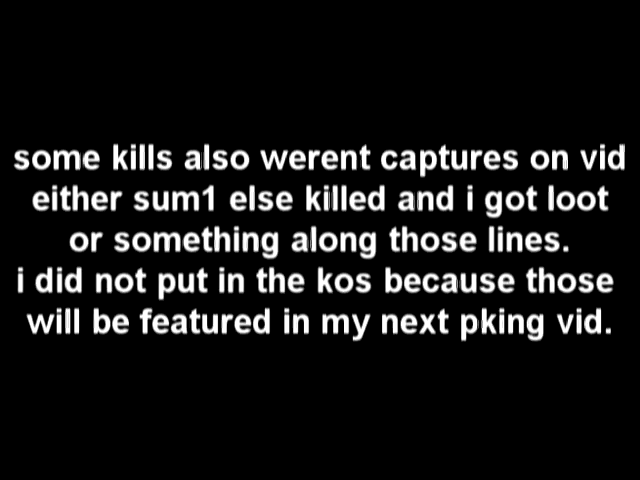 some kills also werent captures on vid
either sum1 else killed and i got loot
or something along those lines.
i did not put in the kos because those
will be featured in my next pking vid.